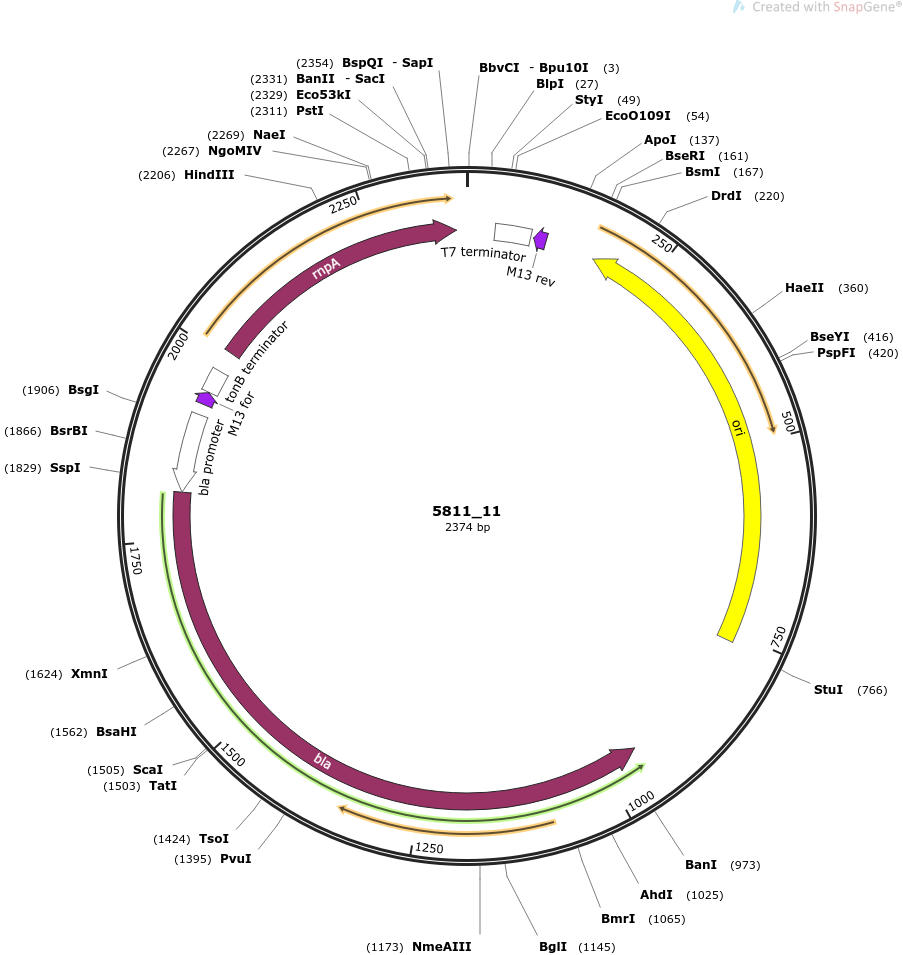 Created with SnapGene®
(2354) BspQI - SapI
(2331) BanII - SacI
(2329) Eco53kI
(2311) PstI
(2269) NaeI
(2267) NgoMIV
(2206) HindIII
BbvCI - Bpu10I (3)
BlpI (27)
StyI (49)
EcoO109I (54)
ApoI (137)
BseRI (161)
BsmI (167)
DrdI (220)
HaeII (360)
BseYI (416)
PspFI (420)
StuI (766)
BanI (973)
AhdI (1025)
BmrI (1065)
BglI (1145)
(1173) NmeAIII
(1395) PvuI
(1424) TsoI
(1503) TatI
(1505) ScaI
(1562) BsaHI
(1624) XmnI
(1829) SspI
(1866) BsrBI
(1906) BsgI
250
500
750
1000
1250
1500
1750
2000
2250
rnpA
T7 terminator
M13 rev
ori
bla
bla promoter
M13 for
tonB terminator
5811_11
2374 bp